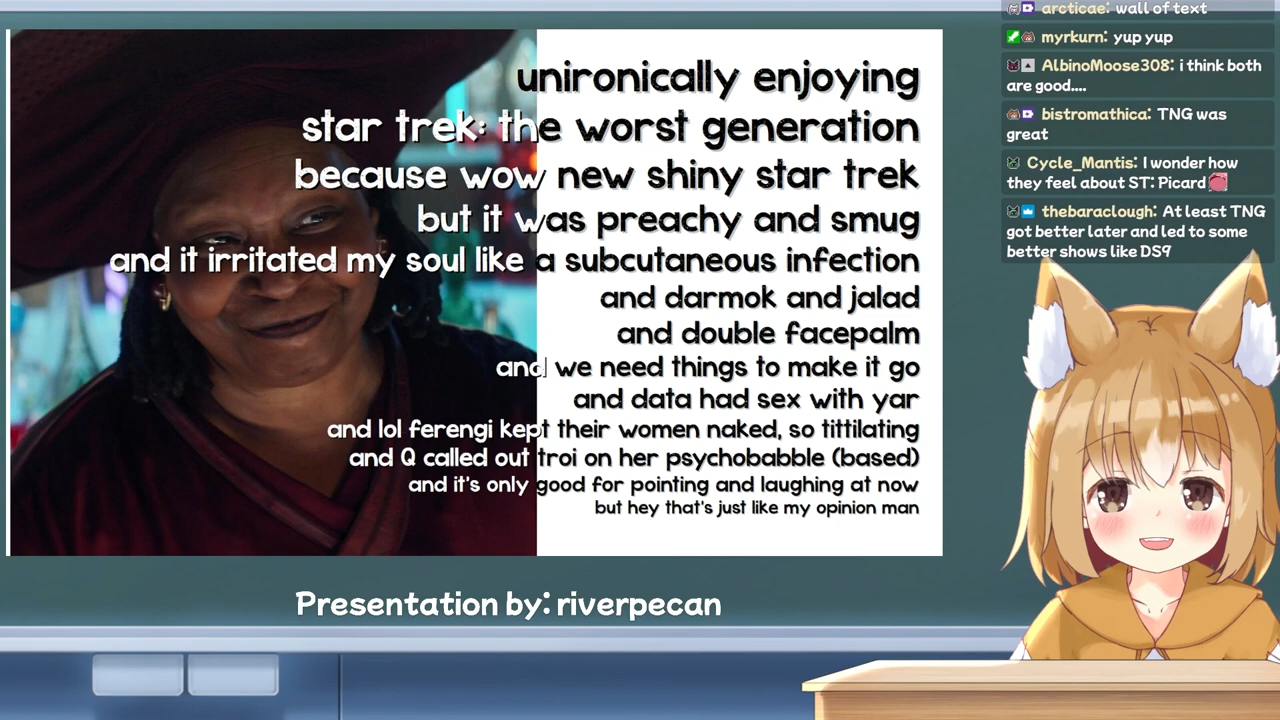 unironically enjoying
star trek: the worst generation
because wow new shiny star trek
but it was preachy and smug
and it irritated my soul like a subcutaneous infection
and darmok and jalad
and double facepalm
and we need things to make it go
and data had sex with yar
and lol ferengi kept their women naked, so tittilating
and Q called out troi on her psychobabble (based)
and it's only good for pointing and laughing at now
but hey that's just like my opinion man
Presentation by: riverpecan
arcticae: wall of text
myrkurn: yup yup
AlbinoMoose308: i think both
are good....
bistromathica: TNG was
great
Cycle_Mantis: I wonder how
they feel about ST: Picard
thebaraclough: At least TNG
got better later and led to some
better shows like DS9